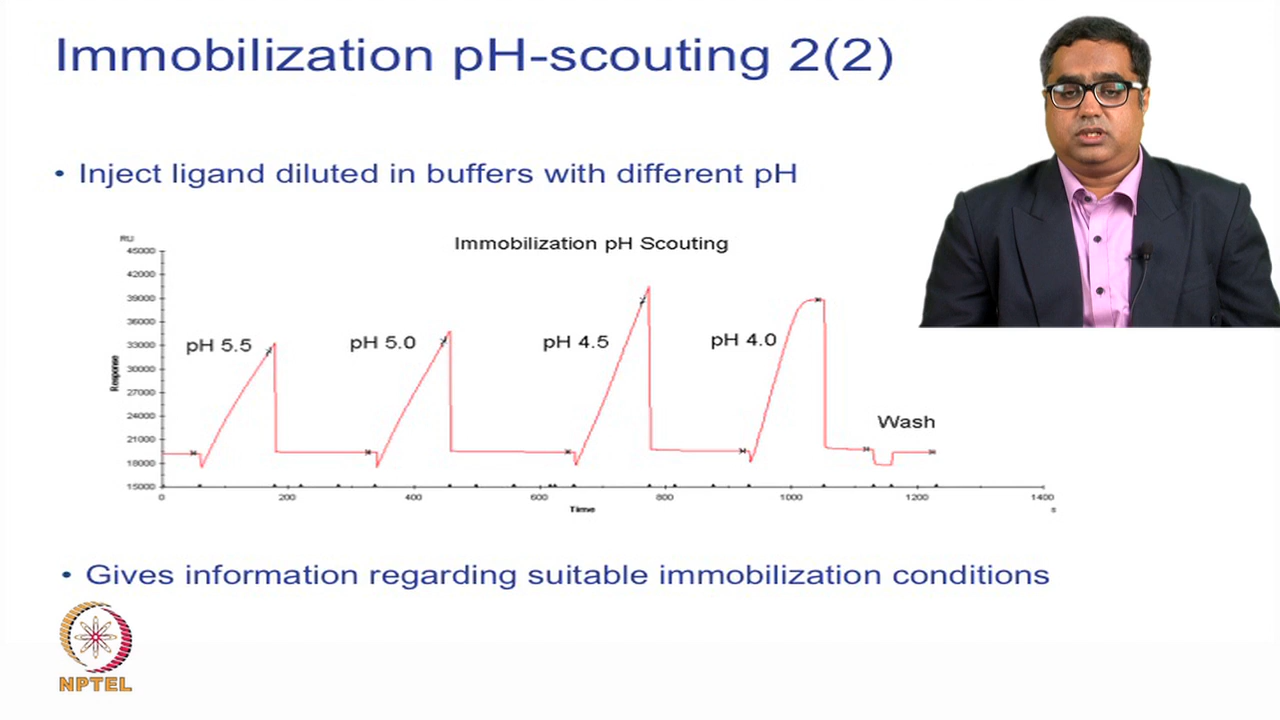 Immobilization pH-scouting 2(2)
• Inject ligand diluted in buffers with different pH
Immobilization pH Scouting
RU
45000
42000
39000
36000
33000
30000
27000
24000
21000
18000
15000
Response
pH 5.5
pH 5.0
pH 4.5
pH 4.0
Wash
0 200 400 600 800 1000 1200 1400
Time
s
• Gives information regarding suitable immobilization conditions
NPTEL